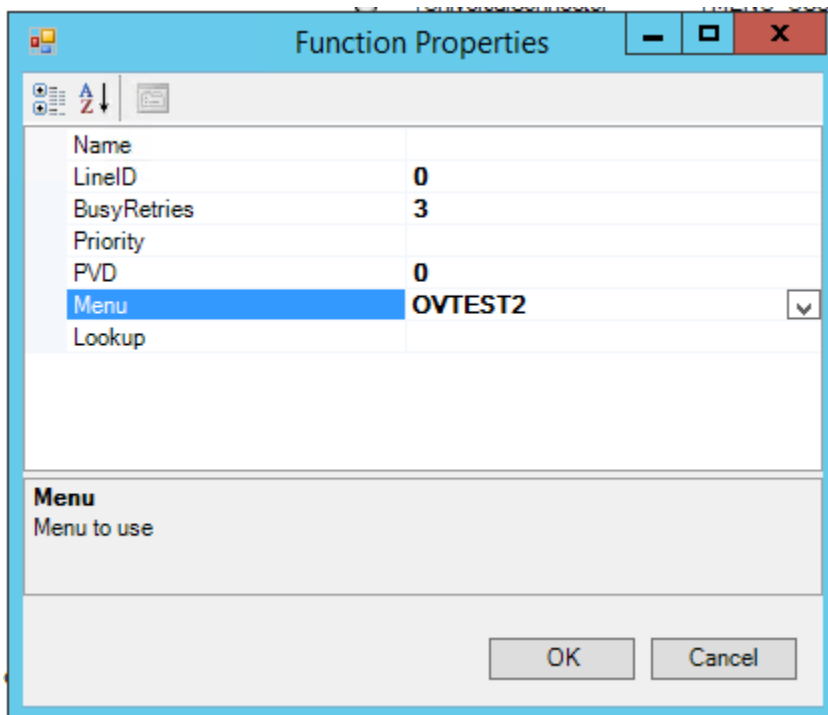 Function Properties
Name
LineID 0
BusyRetries 3
Priority
PVD 0
Menu OVTEST2
Lookup
Menu
Menu to use
OK Cancel